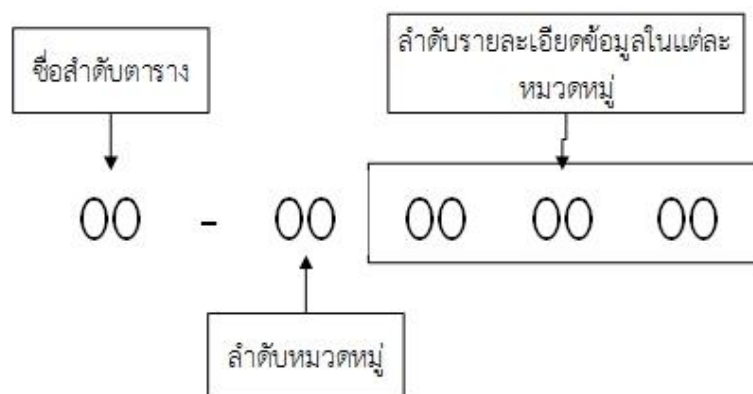 ชื่อลำดับตาราง
ลำดับรายละเอียดข้อมูลในแต่ละ
หมวดหมู่
00 - 00 00 00 00
ลำดับหมวดหมู่